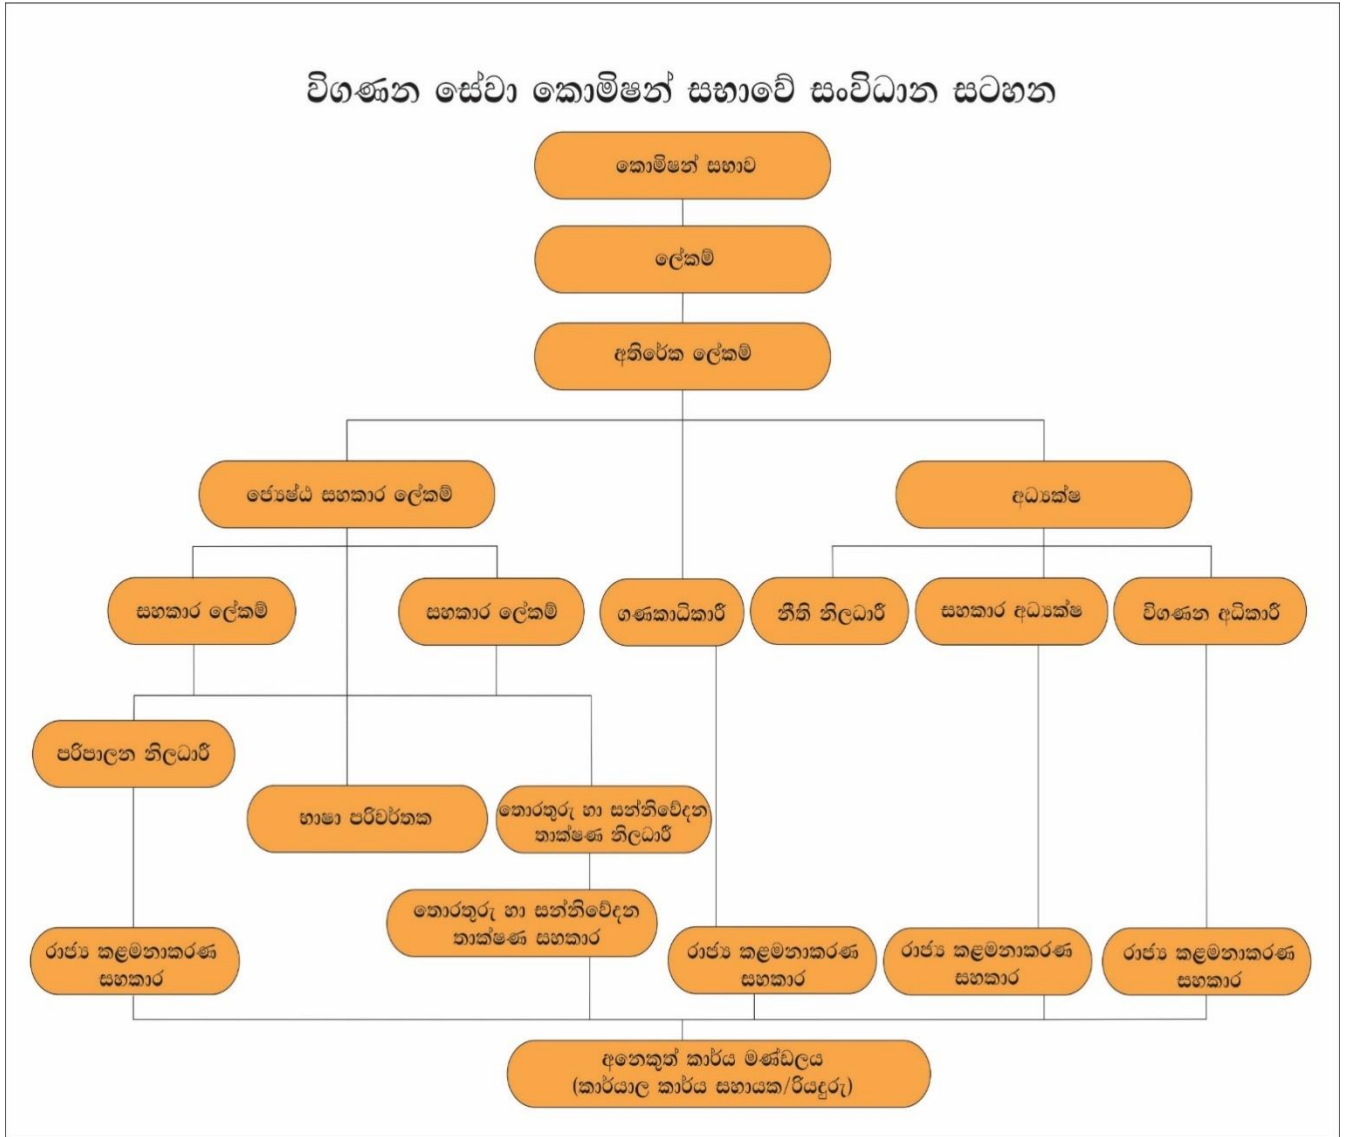 විගණන සේවා කොමිෂන් සභාවේ සංවිධාන සටහන
කොමිෂන් සභාව
ලේකම්
අතිරේක ලේකම්
ජ්‍යෙෂ්ඨ සහකාර ලේකම්
අධ්‍යක්ෂ
සහකාර ලේකම්
සහකාර ලේකම්
ගණකාධිකාරී
නීති නිලධාරී
සහකාර අධ්‍යක්ෂ
විගණන අධිකාරී
පරිපාලන නිලධාරී
භාෂා පරිවර්තක
තොරතුරු හා සන්නිවේදන
තාක්ෂණ නිලධාරී
තොරතුරු හා සන්නිවේදන
තාක්ෂණ සහකාර
රාජ්‍ය කළමනාකරණ
සහකාර
රාජ්‍ය කළමනාකරණ
සහකාර
රාජ්‍ය කළමනාකරණ
සහකාර
රාජ්‍ය කළමනාකරණ
සහකාර
අනෙකුත් කාර්ය මණ්ඩලය
(කාර්යාල කාර්ය සහායක/රියදුරු)